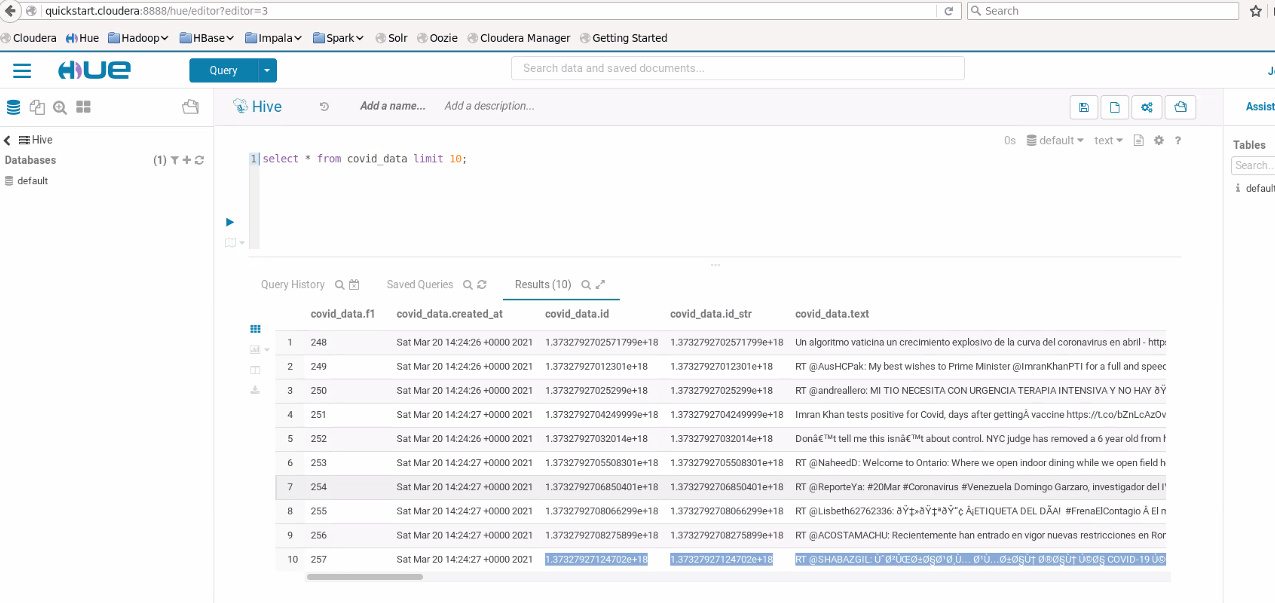 quickstart.cloudera:8888/hue/editor?editor=3 Search
Cloudera Hue Hadoop HBase Impala Spark Solr Oozie Cloudera Manager Getting Started
HUE Query Search data and saved documents...
Hive Add a name... Add a description... Assist
Hive 0s default text ?
Databases (1) Tables
default Search...
1 select * from covid_data limit 10;
default
Query History Saved Queries Results (10)
covid_data.f1 covid_data.created_at covid_data.id covid_data.id_str covid_data.text
1 248 Sat Mar 20 14:24:26 +0000 2021 1.3732792702571799e+18 1.3732792702571799e+18 Un algoritmo vaticina un crecimiento explosivo de la curva del coronavirus en abril - https
2 249 Sat Mar 20 14:24:26 +0000 2021 1.37327927012301e+18 1.37327927012301e+18 RT @AusHCPak: My best wishes to Prime Minister @ImranKhanPTI for a full and speed
3 250 Sat Mar 20 14:24:26 +0000 2021 1.37327927025299e+18 1.37327927025299e+18 RT @andreallero: MI TIO NECESITA CON URGENCIA TERAPIA INTENSIVA Y NO HAY ðŸ
4 251 Sat Mar 20 14:24:27 +0000 2021 1.3732792704249999e+18 1.3732792704249999e+18 Imran Khan tests positive for Covid, days after gettingÂ vaccine https://t.co/bZnLcAzOv
5 252 Sat Mar 20 14:24:26 +0000 2021 1.37327927032014e+18 1.37327927032014e+18 Donâ€™t tell me this isnâ€™t about control. NYC judge has removed a 6 year old from h
6 253 Sat Mar 20 14:24:27 +0000 2021 1.3732792705508301e+18 1.3732792705508301e+18 RT @NaheedD: Welcome to Ontario: Where we open indoor dining while we open field h
7 254 Sat Mar 20 14:24:27 +0000 2021 1.3732792706850401e+18 1.3732792706850401e+18 RT @ReporteYa: #20Mar #Coronavirus #Venezuela Domingo Garzaro, investigador del I
8 255 Sat Mar 20 14:24:27 +0000 2021 1.3732792708066299e+18 1.3732792708066299e+18 RT @Lisbeth62762336: ðŸ‡»ðŸ‡ªðŸ“¢ Â¡ETIQUETA DEL DÃA! #FrenaElContagio Â El m
9 256 Sat Mar 20 14:24:27 +0000 2021 1.3732792708275899e+18 1.3732792708275899e+18 RT @ACOSTAMACHU: Recientemente han entrado en vigor nuevas restricciones en Ror
10 257 Sat Mar 20 14:24:27 +0000 2021 1.37327927124702e+18 1.37327927124702e+18 RT @SHABAZGIL: COVID-19